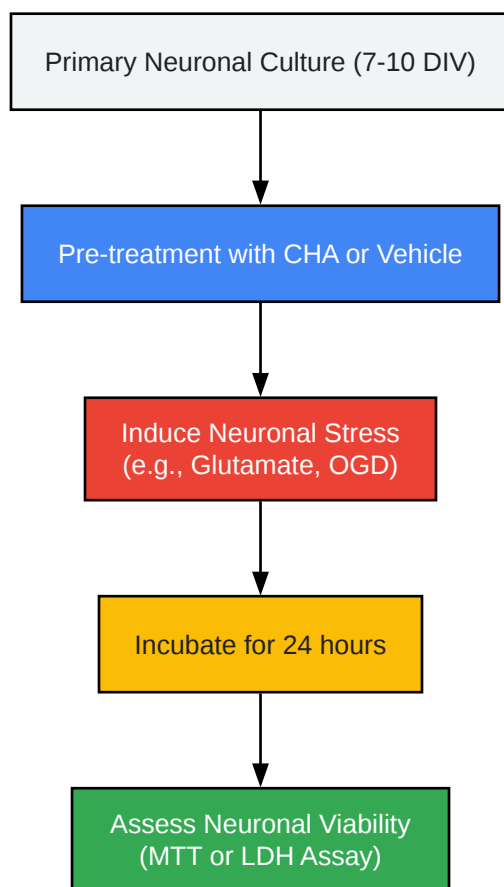 Primary Neuronal Culture (7-10 DIV)
Pre-treatment with CHA or Vehicle
Induce Neuronal Stress
(e.g., Glutamate, OGD)
Incubate for 24 hours
Assess Neuronal Viability
(MTT or LDH Assay)